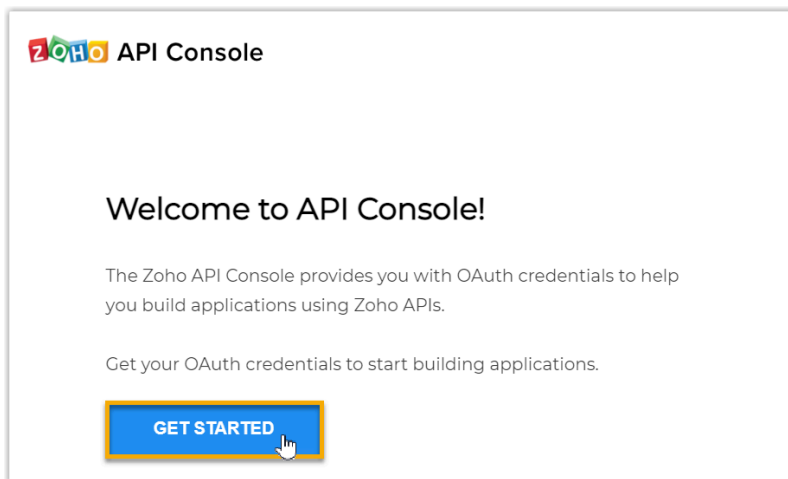 ZOHO API Console
Welcome to API Console!
The Zoho API Console provides you with OAuth credentials to help
you build applications using Zoho APIs.
Get your OAuth credentials to start building applications.
GET STARTED